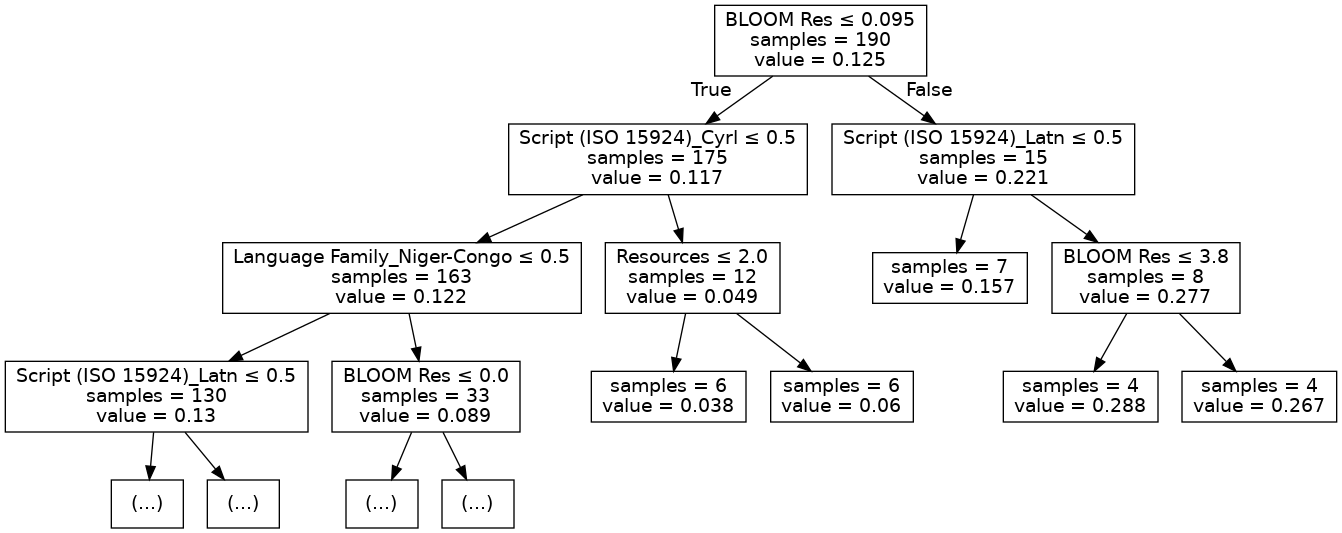 BLOOM Res ≤ 0.095
samples = 190
value = 0.125
True
False
Script (ISO 15924)_Cyrl ≤ 0.5
samples = 175
value = 0.117
Script (ISO 15924)_Latn ≤ 0.5
samples = 15
value = 0.221
Language Family_Niger-Congo ≤ 0.5
samples = 163
value = 0.122
Resources ≤ 2.0
samples = 12
value = 0.049
samples = 7
value = 0.157
BLOOM Res ≤ 3.8
samples = 8
value = 0.277
Script (ISO 15924)_Latn ≤ 0.5
samples = 130
value = 0.13
BLOOM Res ≤ 0.0
samples = 33
value = 0.089
samples = 6
value = 0.038
samples = 6
value = 0.06
samples = 4
value = 0.288
samples = 4
value = 0.267
(...)
(...)
(...)
(...)